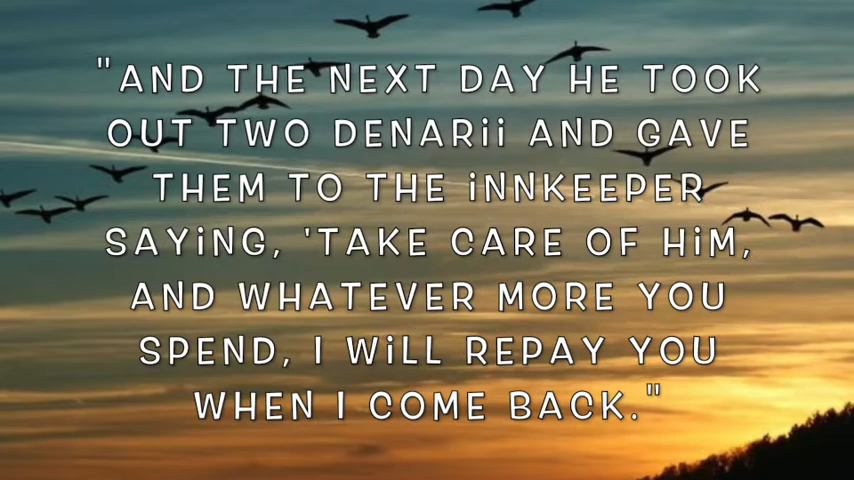 "AND THE NEXT DAY HE TOOK
OUT TWO DENARii AND GAVE
THEM TO THE iNNKEEPER
SAYiNG, 'TAKE CARE OF HiM,
AND WHATEVER MORE YOU
SPEND, I WiLL REPAY YOU
WHEN I COME BACK."